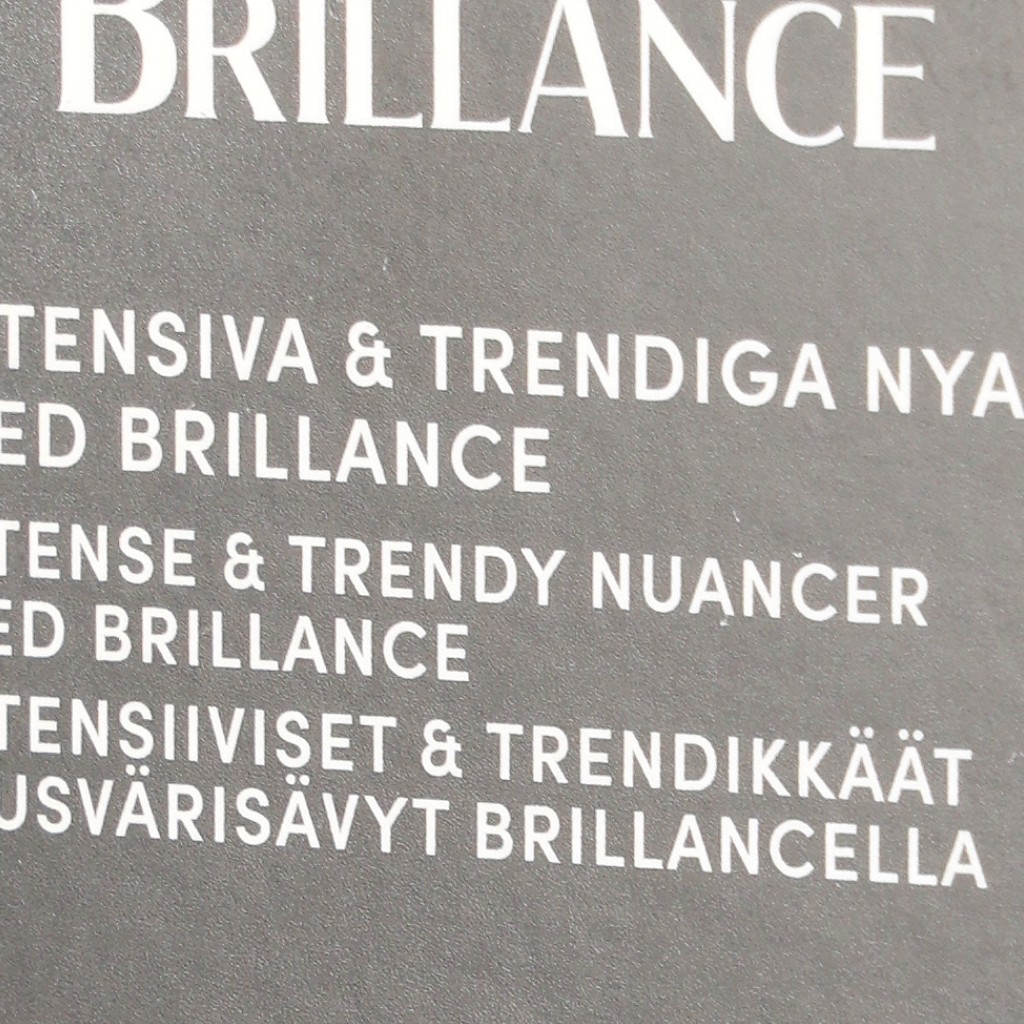 BRILLANCE
TENSIVA & TRENDIGA NYA
ED BRILLANCE
TENSE & TRENDY NUANCER
ED BRILLANCE
TENSIIVISET & TRENDIKKÄÄT
USVÄRISÄVYT BRILLANCELLA